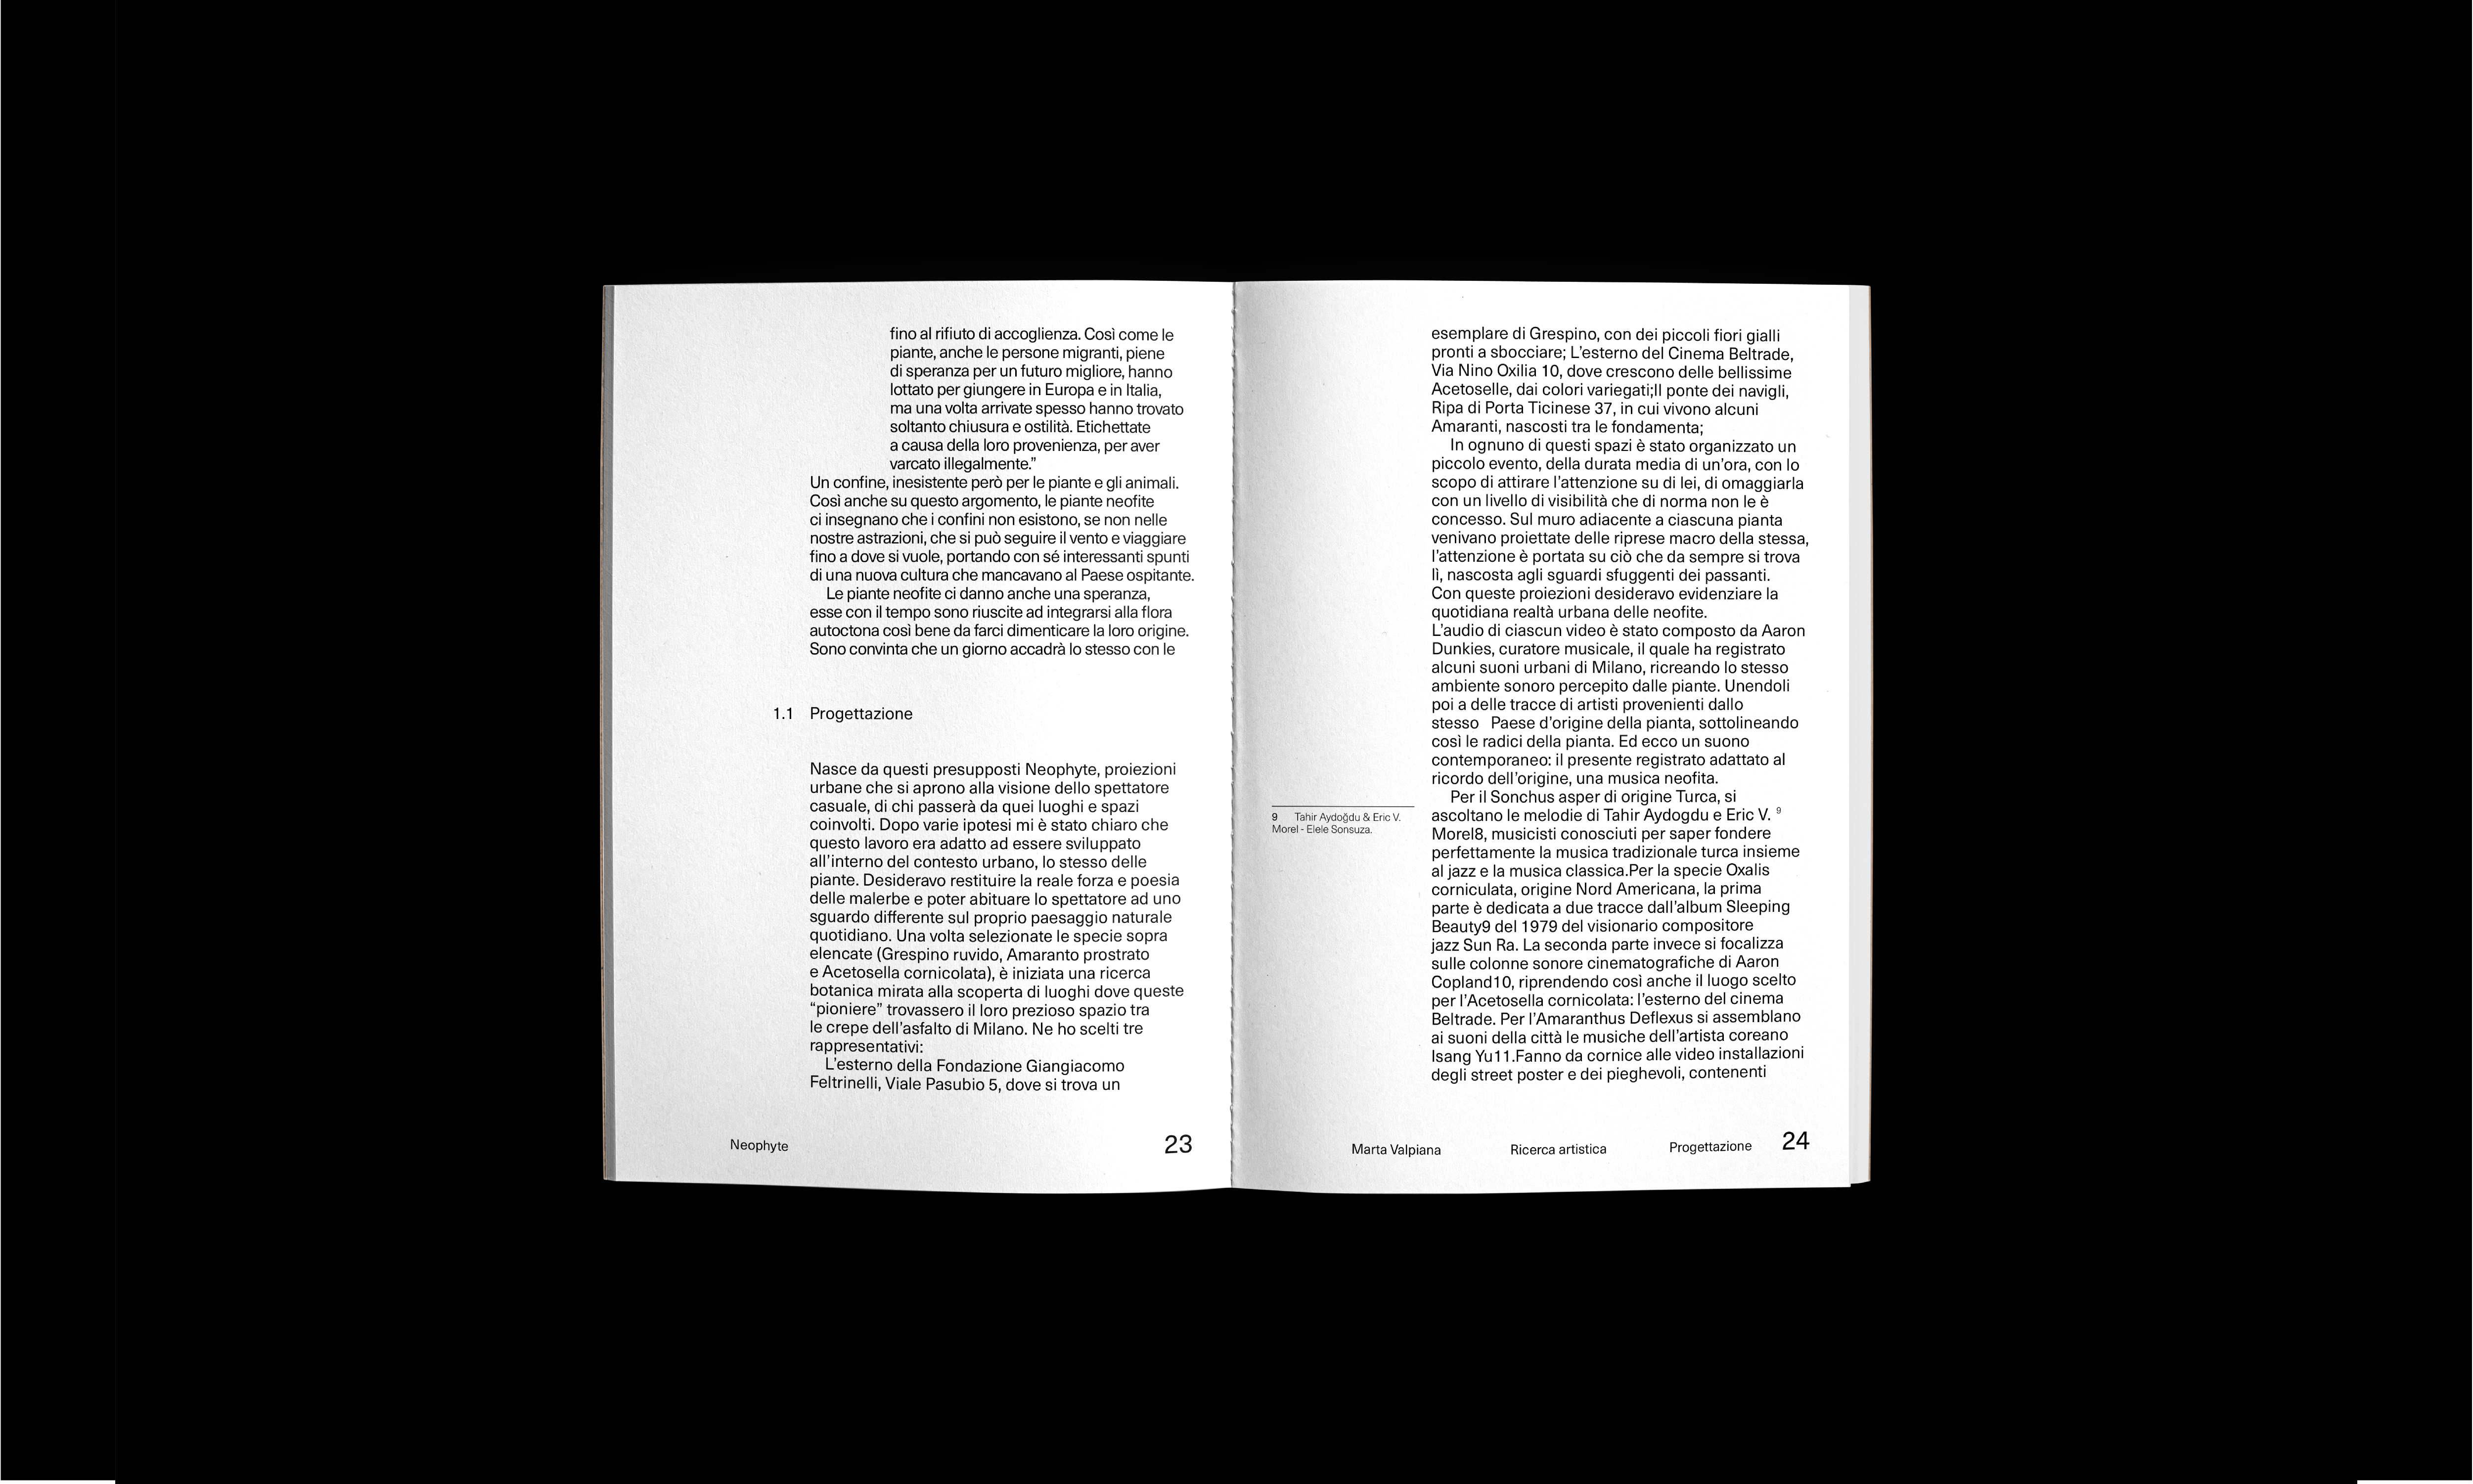 fino al rifiuto di accoglienza. Così come le
piante, anche le persone migranti, piene
di speranza per un futuro migliore, hanno
lottato per giungere in Europa e in Italia,
ma una volta arrivate spesso hanno trovato
soltanto chiusura e ostilità. Etichettate
a causa della loro provenienza, per aver
varcato illegalmente.”
Un confine, inesistente però per le piante e gli animali.
Così anche su questo argomento, le piante neofite
ci insegnano che i confini non esistono, se non nelle
nostre astrazioni, che si può seguire il vento e viaggiare
fino a dove si vuole, portando con sé interessanti spunti
di una nuova cultura che mancavano al Paese ospitante.
Le piante neofite ci danno anche una speranza,
esse con il tempo sono riuscite ad integrarsi alla flora
autoctona così bene da farci dimenticare la loro origine.
Sono convinta che un giorno accadrà lo stesso con le
1.1 Progettazione
Nasce da questi presupposti Neophyte, proiezioni
urbane che si aprono alla visione dello spettatore
casuale, di chi passerà da quei luoghi e spazi
coinvolti. Dopo varie ipotesi mi è stato chiaro che
questo lavoro era adatto ad essere sviluppato
all’interno del contesto urbano, lo stesso delle
piante. Desideravo restituire la reale forza e poesia
delle malerbe e poter abituare lo spettatore ad uno
sguardo differente sul proprio paesaggio naturale
quotidiano. Una volta selezionate le specie sopra
elencate (Grespino ruvido, Amaranto prostrato
e Acetosella cornicolata), è iniziata una ricerca
botanica mirata alla scoperta di luoghi dove queste
“pioniere” trovassero il loro prezioso spazio tra
le crepe dell’asfalto di Milano. Ne ho scelti tre
rappresentativi:
L’esterno della Fondazione Giangiacomo
Feltrinelli, Viale Pasubio 5, dove si trova un
Neophyte 23
esemplare di Grespino, con dei piccoli fiori gialli
pronti a sbocciare; L’esterno del Cinema Beltrade,
Via Nino Oxilia 10, dove crescono delle bellissime
Acetoselle, dai colori variegati;Il ponte dei navigli,
Ripa di Porta Ticinese 37, in cui vivono alcuni
Amaranti, nascosti tra le fondamenta;
In ognuno di questi spazi è stato organizzato un
piccolo evento, della durata media di un’ora, con lo
scopo di attirare l’attenzione su di lei, di omaggiarla
con un livello di visibilità che di norma non le è
concesso. Sul muro adiacente a ciascuna pianta
venivano proiettate delle riprese macro della stessa,
l’attenzione è portata su ciò che da sempre si trova
lì, nascosta agli sguardi sfuggenti dei passanti.
Con queste proiezioni desideravo evidenziare la
quotidiana realtà urbana delle neofite.
L’audio di ciascun video è stato composto da Aaron
Dunkies, curatore musicale, il quale ha registrato
alcuni suoni urbani di Milano, ricreando lo stesso
ambiente sonoro percepito dalle piante. Unendoli
poi a delle tracce di artisti provenienti dallo
stesso Paese d’origine della pianta, sottolineando
così le radici della pianta. Ed ecco un suono
contemporaneo: il presente registrato adattato al
ricordo dell’origine, una musica neofita.
Per il Sonchus asper di origine Turca, si
ascoltano le melodie di Tahir Aydogdu e Eric V. 9
Morel8, musicisti conosciuti per saper fondere
perfettamente la musica tradizionale turca insieme
al jazz e la musica classica.Per la specie Oxalis
corniculata, origine Nord Americana, la prima
parte è dedicata a due tracce dall’album Sleeping
Beauty9 del 1979 del visionario compositore
jazz Sun Ra. La seconda parte invece si focalizza
sulle colonne sonore cinematografiche di Aaron
Copland10, riprendendo così anche il luogo scelto
per l’Acetosella cornicolata: l’esterno del cinema
Beltrade. Per l’Amaranthus Deflexus si assemblano
ai suoni della città le musiche dell’artista coreano
Isang Yu11.Fanno da cornice alle video installazioni
degli street poster e dei pieghevoli, contenenti
9 Tahir Aydoğdu & Eric V.
Morel - Elele Sonsuza.
Marta Valpiana Ricerca artistica Progettazione 24